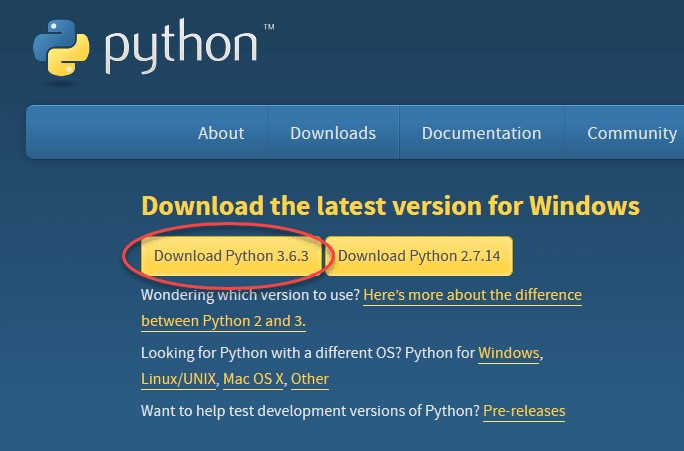 python™
About Downloads Documentation Community
Download the latest version for Windows
Download Python 3.6.3 Download Python 2.7.14
Wondering which version to use? Here's more about the difference
between Python 2 and 3.
Looking for Python with a different OS? Python for Windows,
Linux/UNIX, Mac OS X, Other
Want to help test development versions of Python? Pre-releases